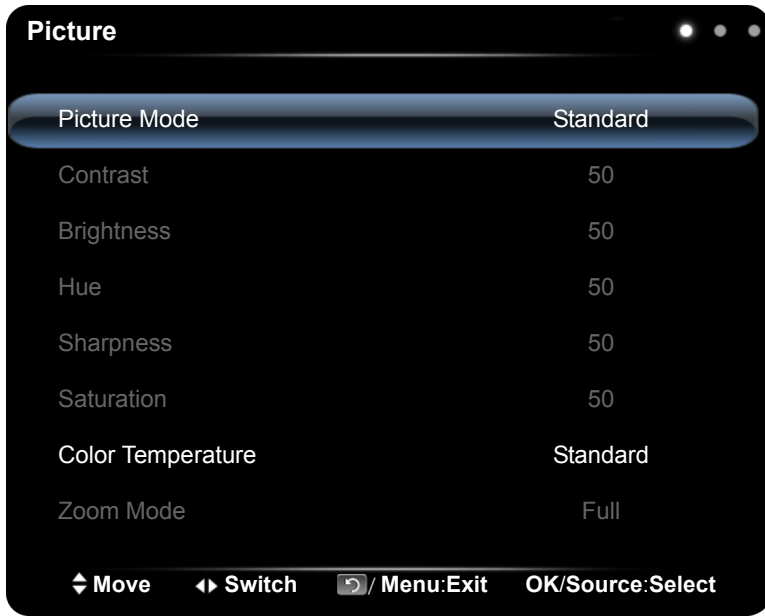 Picture
Picture Mode Standard
Contrast 50
Brightness 50
Hue 50
Sharpness 50
Saturation 50
Color Temperature Standard
Zoom Mode Full
Move Switch / Menu:Exit OK/Source:Select